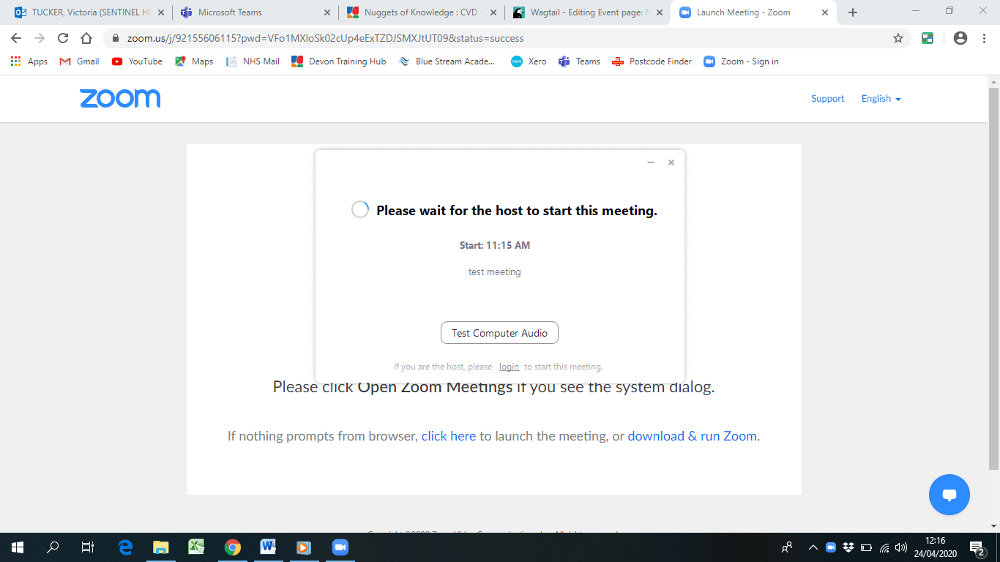 TUCKER, Victoria (SENTINEL HE
Microsoft Teams
Nuggets of Knowledge : CVD -
Wagtail - Editing Event page: N
Launch Meeting - Zoom
zoom.us/j/92155606115?pwd=VFo1MXloSk02cUp4eExTZDJSMXJtUT09&status=success
Apps
Gmail
YouTube
Maps
NHS Mail
Devon Training Hub
Blue Stream Acade...
Xero
Teams
Postcode Finder
Zoom - Sign in
zoom
Support
English
Please wait for the host to start this meeting.
Start: 11:15 AM
test meeting
Test Computer Audio
If you are the host, please login to start this meeting.
Please click Open Zoom Meetings if you see the system dialog.
If nothing prompts from browser, click here to launch the meeting, or download & run Zoom.
12:16
24/04/2020
2